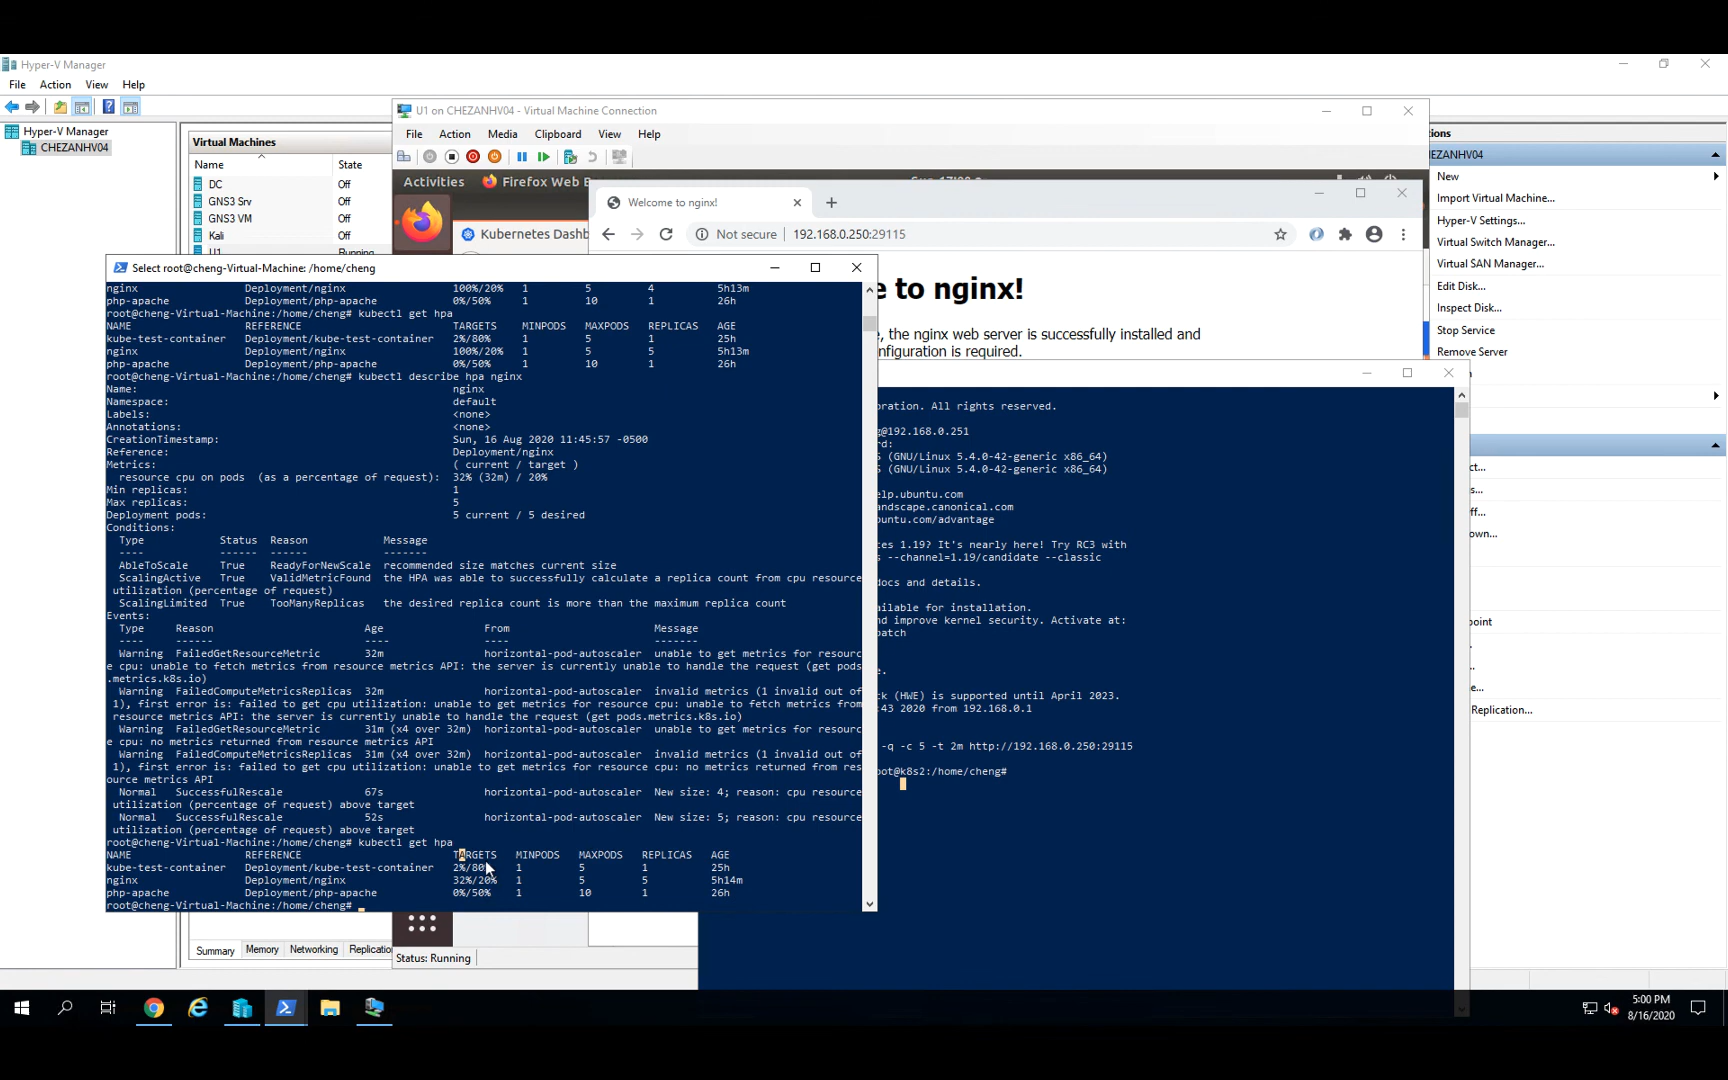 Hyper-V Manager
File Action View Help
Hyper-V Manager
CHEZANHV04
Virtual Machines
Name State
DC Off
GNS3 Srv Off
GNS3 VM Off
Kali Off
U1 Running
U1 on CHEZANHV04 - Virtual Machine Connection
File Action Media Clipboard View Help
Activities Firefox Web B
Kubernetes Dashb
Welcome to nginx!
Not secure 192.168.0.250:29115
e to nginx!
e, the nginx web server is successfully installed and
nfiguration is required.
Select root@cheng-Virtual-Machine: /home/cheng
nginx Deployment/nginx 100%/20% 1 5 4 5h13m
php-apache Deployment/php-apache 0%/50% 1 10 1 26h
root@cheng-Virtual-Machine:/home/cheng# kubectl get hpa
NAME REFERENCE TARGETS MINPODS MAXPODS REPLICAS AGE
kube-test-container Deployment/kube-test-container 2%/80% 1 5 1 25h
nginx Deployment/nginx 100%/20% 1 5 5 5h13m
php-apache Deployment/php-apache 0%/50% 1 10 1 26h
root@cheng-Virtual-Machine:/home/cheng# kubectl describe hpa nginx
Name: nginx
Namespace: default
Labels: <none>
Annotations: <none>
CreationTimestamp: Sun, 16 Aug 2020 11:45:57 -0500
Reference: Deployment/nginx
Metrics: ( current / target )
resource cpu on pods (as a percentage of request): 32% (32m) / 20%
Min replicas: 1
Max replicas: 5
Deployment pods: 5 current / 5 desired
Conditions:
Type Status Reason Message
---- ------ ------ -------
AbleToScale True ReadyForNewScale recommended size matches current size
ScalingActive True ValidMetricFound the HPA was able to successfully calculate a replica count from cpu resource
utilization (percentage of request)
ScalingLimited True TooManyReplicas the desired replica count is more than the maximum replica count
Events:
Type Reason Age From Message
---- ------ ---- ---- -------
Warning FailedGetResourceMetric 32m horizontal-pod-autoscaler unable to get metrics for resourc
e cpu: unable to fetch metrics from resource metrics API: the server is currently unable to handle the request (get pods
.metrics.k8s.io)
Warning FailedComputeMetricsReplicas 32m horizontal-pod-autoscaler invalid metrics (1 invalid out of
1), first error is: failed to get cpu utilization: unable to get metrics for resource cpu: unable to fetch metrics from
resource metrics API: the server is currently unable to handle the request (get pods.metrics.k8s.io)
Warning FailedGetResourceMetric 31m (x4 over 32m) horizontal-pod-autoscaler unable to get metrics for resourc
e cpu: no metrics returned from resource metrics API
Warning FailedComputeMetricsReplicas 31m (x4 over 32m) horizontal-pod-autoscaler invalid metrics (1 invalid out of
1), first error is: failed to get cpu utilization: unable to get metrics for resource cpu: no metrics returned from res
ource metrics API
Normal SuccessfulRescale 67s horizontal-pod-autoscaler New size: 4; reason: cpu resource
utilization (percentage of request) above target
Normal SuccessfulRescale 52s horizontal-pod-autoscaler New size: 5; reason: cpu resource
utilization (percentage of request) above target
root@cheng-Virtual-Machine:/home/cheng# kubectl get hpa
NAME REFERENCE TARGETS MINPODS MAXPODS REPLICAS AGE
kube-test-container Deployment/kube-test-container 2%/80% 1 5 1 25h
nginx Deployment/nginx 32%/20% 1 5 5 5h14m
php-apache Deployment/php-apache 0%/50% 1 10 1 26h
root@cheng-Virtual-Machine:/home/cheng#
Summary Memory Networking Replicatio
Status: Running
oration. All rights reserved.
g@192.168.0.251
rd:
S (GNU/Linux 5.4.0-42-generic x86_64)
S (GNU/Linux 5.4.0-42-generic x86_64)
elp.ubuntu.com
andscape.canonical.com
untu.com/advantage
tes 1.19? It's nearly here! Try RC3 with
s --channel=1.19/candidate --classic
docs and details.
ailable for installation.
nd improve kernel security. Activate at:
patch
e.
ck (HWE) is supported until April 2023.
:43 2020 from 192.168.0.1
-q -c 5 -t 2m http://192.168.0.250:29115
oot@k8s2:/home/cheng#
ions
EZANHV04
New
Import Virtual Machine...
Hyper-V Settings...
Virtual Switch Manager...
Virtual SAN Manager...
Edit Disk...
Inspect Disk...
Stop Service
Remove Server
ct...
s...
ff...
own...
point
e...
Replication...
5:00 PM
8/16/2020